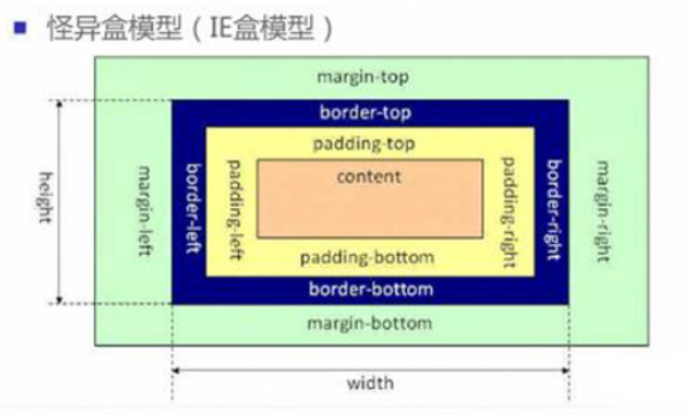 怪异盒模型（IE盒模型）
margin-top
border-top
padding-top
content
height
margin-left
border-left
padding-left
padding-right
border-right
margin-right
padding-bottom
border-bottom
margin-bottom
width